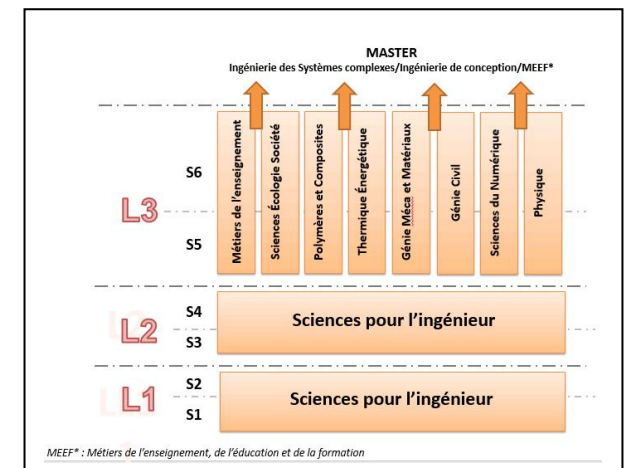 MASTER
Ingénierie des Systèmes complexes/Ingénierie de conception/MEEF*
Métiers de l'enseignement
Sciences Écologie Société
Polymères et Composites
Thermique Énergétique
Génie Méca et Matériaux
Génie Civil
Sciences du Numérique
Physique
S6
L3
S5
S4
Sciences pour l'ingénieur
L2
S3
S2
L1
Sciences pour l'ingénieur
S1
MEEF* : Métiers de l'enseignement, de l'éducation et de la formation